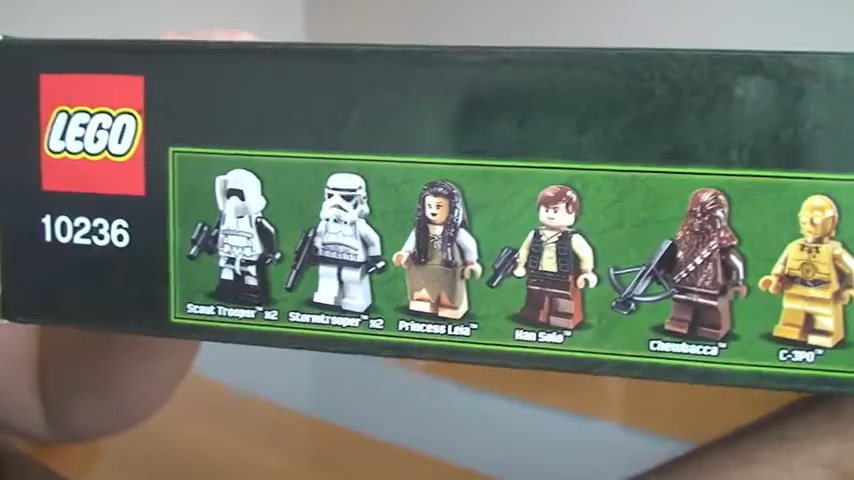 LEGO
10236
Scout Trooper™ x2
Stormtrooper™ x2
Princess Leia™
Han Solo™
Chewbacca™
C-3PO™